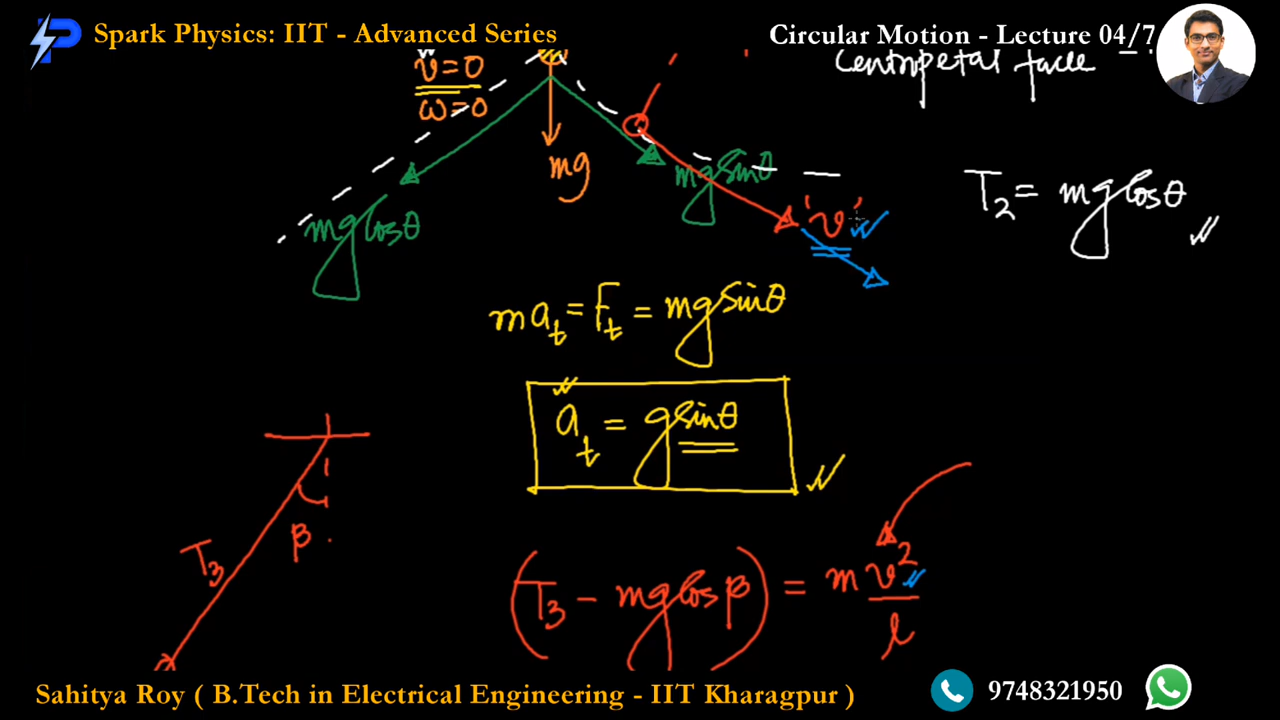 Spark Physics: IIT - Advanced Series
Circular Motion - Lecture 04/7
v=0
ω=0
centripetal force
mg
mg cosθ
mg sinθ
'v'
T₂ = mg cosθ
maₜ = Fₜ = mg sinθ
aₜ = g sinθ
T₃
β
(T₃ - mg cosβ) = mv²/l
Sahitya Roy ( B.Tech in Electrical Engineering - IIT Kharagpur )
9748321950